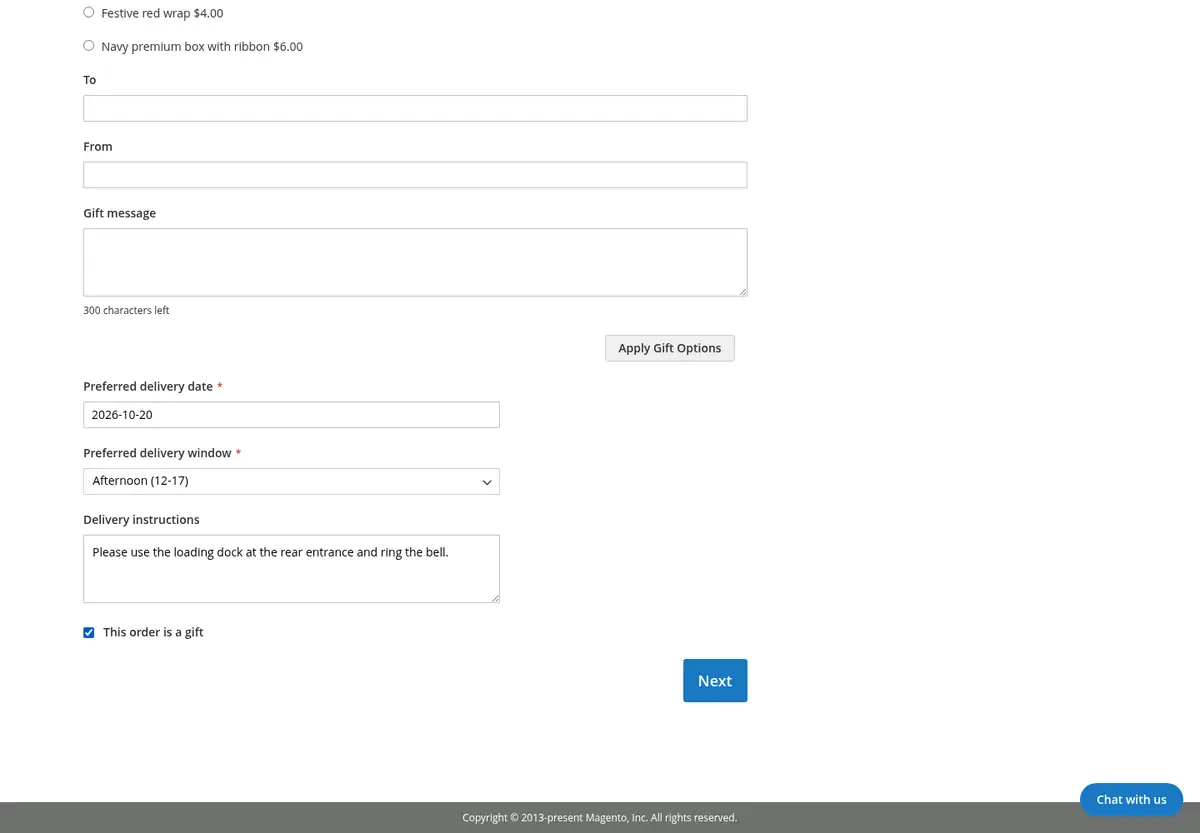 Festive red wrap $4.00
Navy premium box with ribbon $6.00
To
From
Gift message
300 characters left
Apply Gift Options
Preferred delivery date *
2026-10-20
Preferred delivery window *
Afternoon (12-17)
Delivery instructions
Please use the loading dock at the rear entrance and ring the bell.
This order is a gift
Next
Chat with us
Copyright © 2013-present Magento, Inc. All rights reserved.